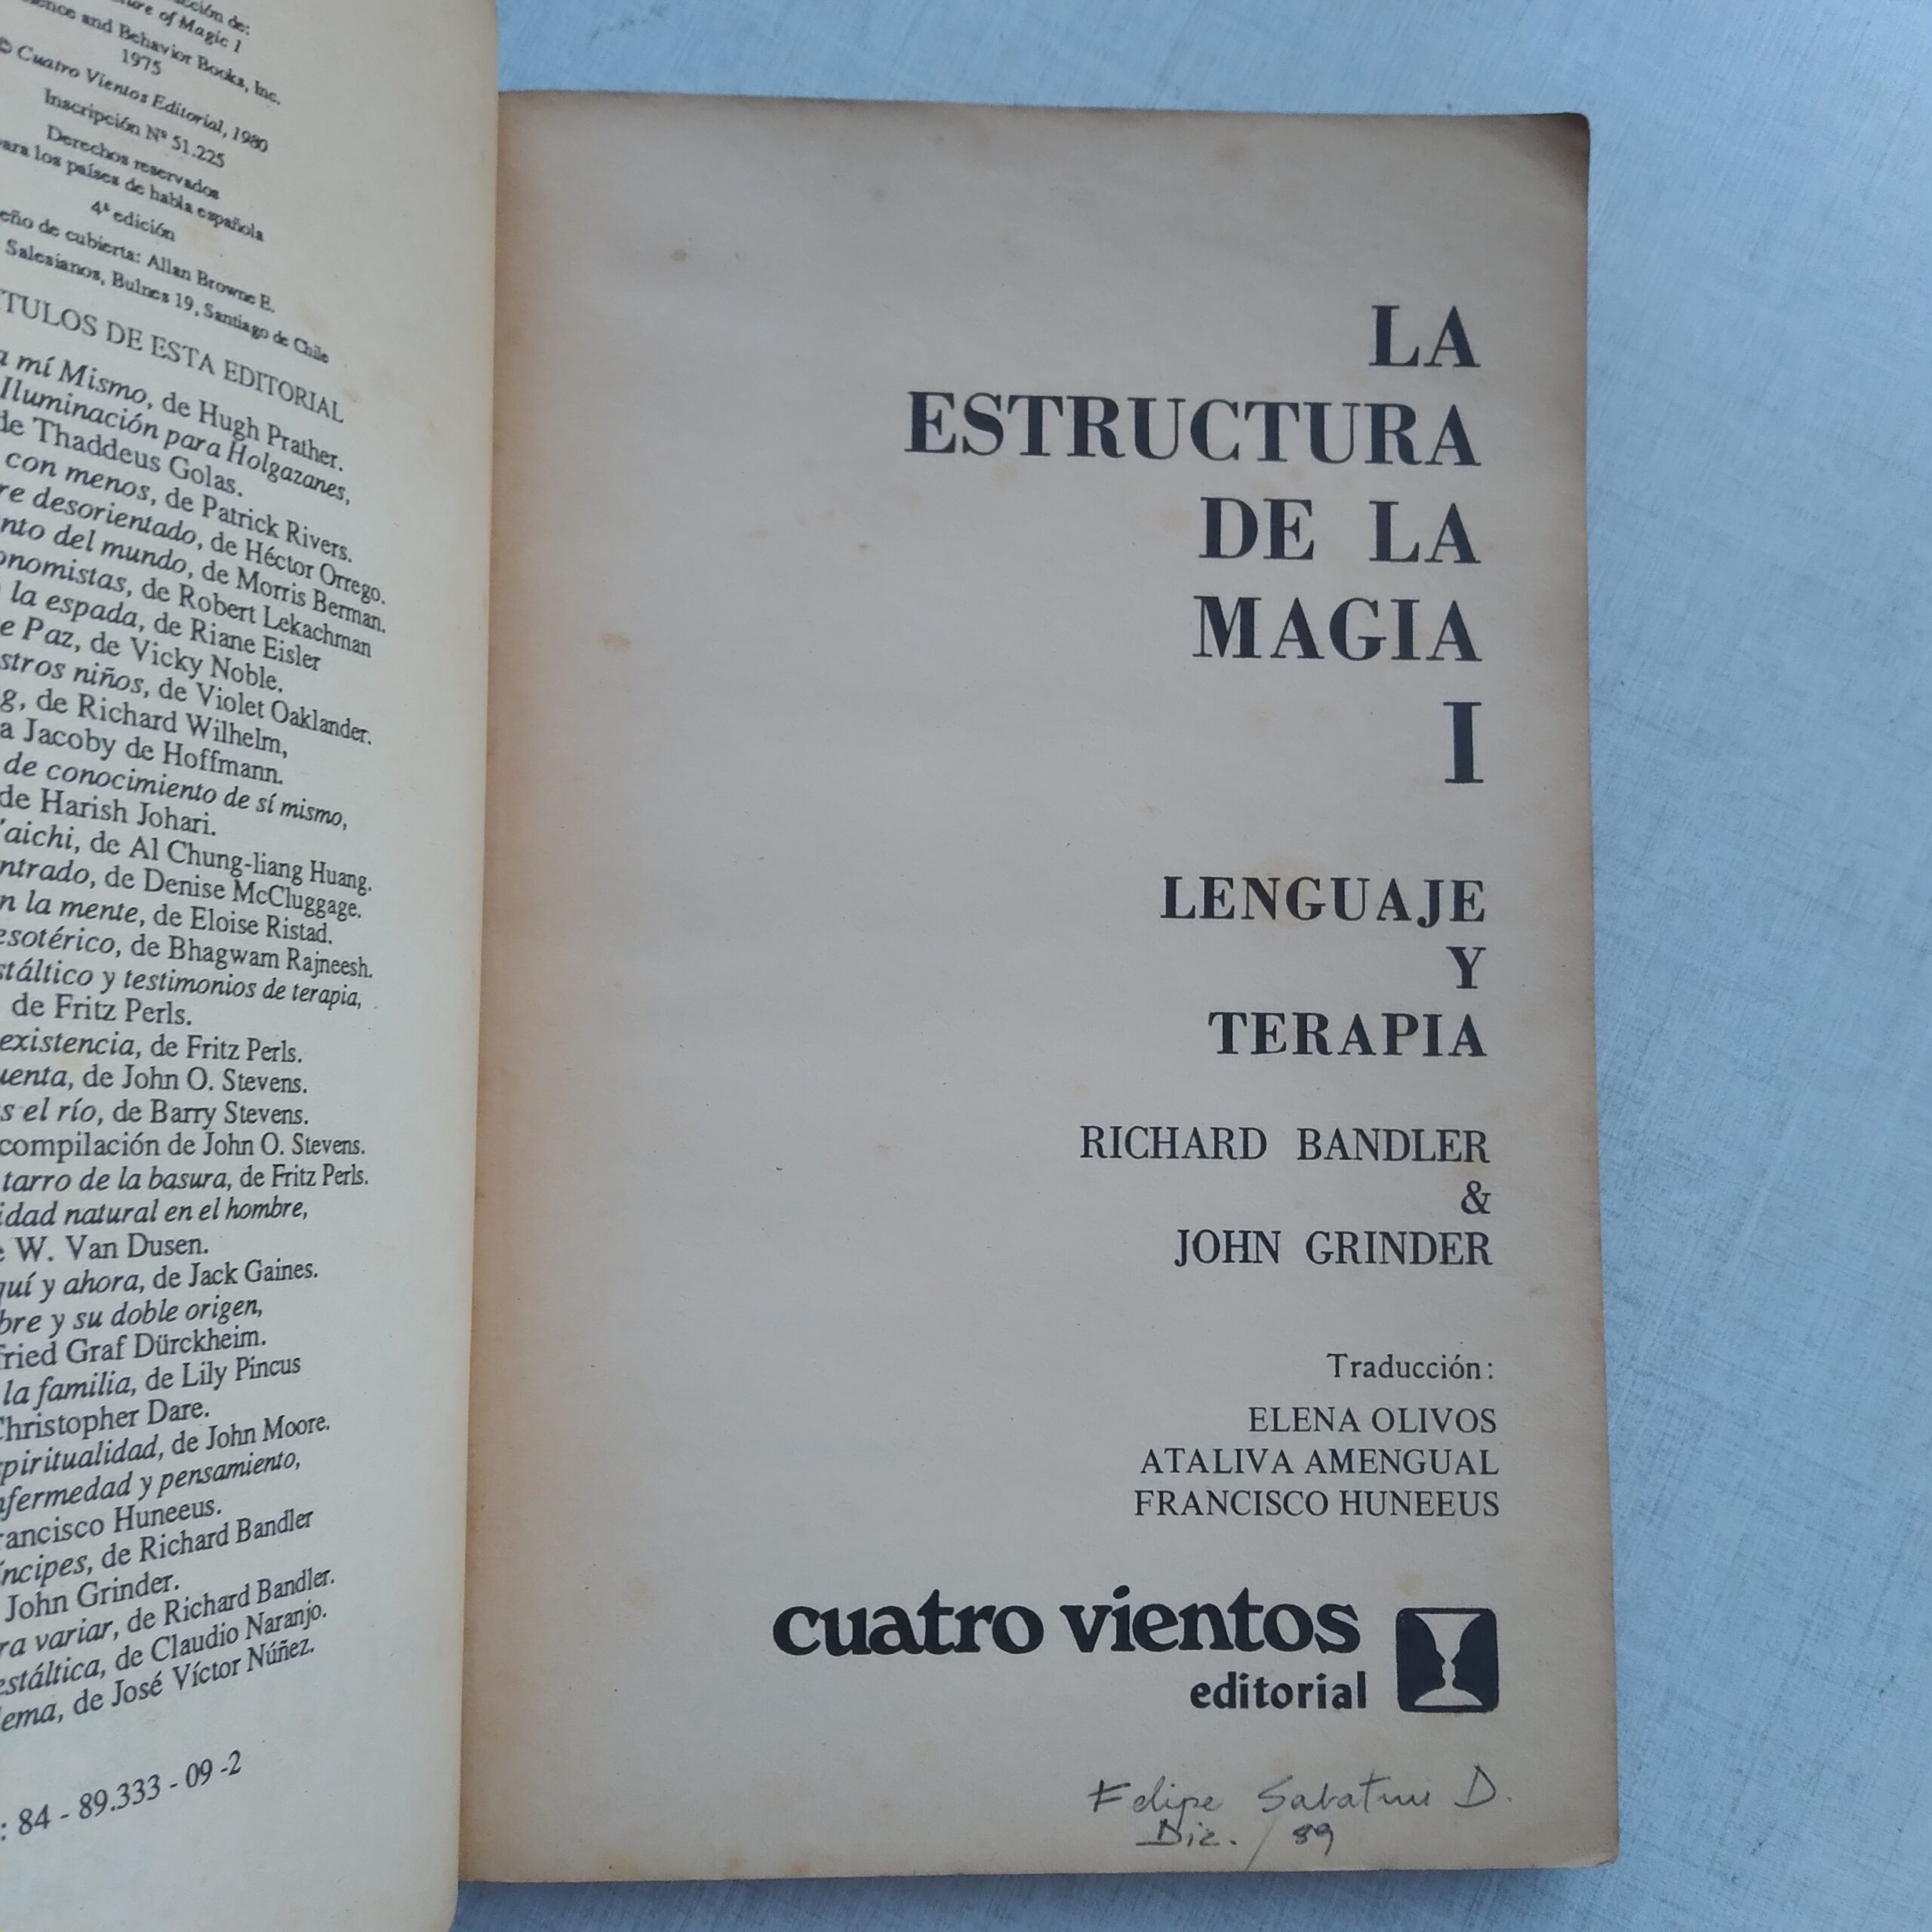 ción de:
ure of Magic I
ence and Behavior Books, Inc.
1975
© Cuatro Vientos Editorial, 1980
Inscripción Nº 51.225
Derechos reservados
para los países de habla española
4ª edición
eño de cubierta: Allan Browne E.
Salesianos, Bulnes 19, Santiago de Chile
TULOS DE ESTA EDITORIAL
a mí Mismo, de Hugh Prather.
Iluminación para Holgazanes,
de Thaddeus Golas.
con menos, de Patrick Rivers.
re desorientado, de Héctor Orrego.
nto del mundo, de Morris Berman.
onomistas, de Robert Lekachman
la espada, de Riane Eisler
e Paz, de Vicky Noble.
stros niños, de Violet Oaklander.
g, de Richard Wilhelm,
a Jacoby de Hoffmann.
de conocimiento de sí mismo,
de Harish Johari.
'aichi, de Al Chung-liang Huang.
ntrado, de Denise McCluggage.
n la mente, de Eloise Ristad.
esotérico, de Bhagwam Rajneesh.
stáltico y testimonios de terapia,
de Fritz Perls.
existencia, de Fritz Perls.
uenta, de John O. Stevens.
s el río, de Barry Stevens.
compilación de John O. Stevens.
tarro de la basura, de Fritz Perls.
idad natural en el hombre,
e W. Van Dusen.
quí y ahora, de Jack Gaines.
bre y su doble origen,
fried Graf Dürckheim.
la familia, de Lily Pincus
Christopher Dare.
spiritualidad, de John Moore.
nfermedad y pensamiento,
rancisco Huneeus.
íncipes, de Richard Bandler
John Grinder.
ra variar, de Richard Bandler.
estáltica, de Claudio Naranjo.
lema, de José Víctor Núñez.
: 84 - 89.333 - 09 -2
LA
ESTRUCTURA
DE LA
MAGIA
I
LENGUAJE
Y
TERAPIA
RICHARD BANDLER
&
JOHN GRINDER
Traducción:
ELENA OLIVOS
ATALIVA AMENGUAL
FRANCISCO HUNEEUS
cuatro vientos
editorial
Felipe Sabatini D.
Dic. / 89